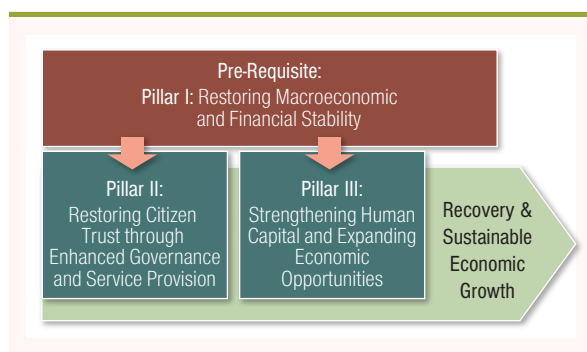 Pre-Requisite:
Pillar I: Restoring Macroeconomic
and Financial Stability
Pillar II:
Restoring Citizen
Trust through
Enhanced Governance
and Service Provision
Pillar III:
Strengthening Human
Capital and Expanding
Economic
Opportunities
Recovery &
Sustainable
Economic
Growth